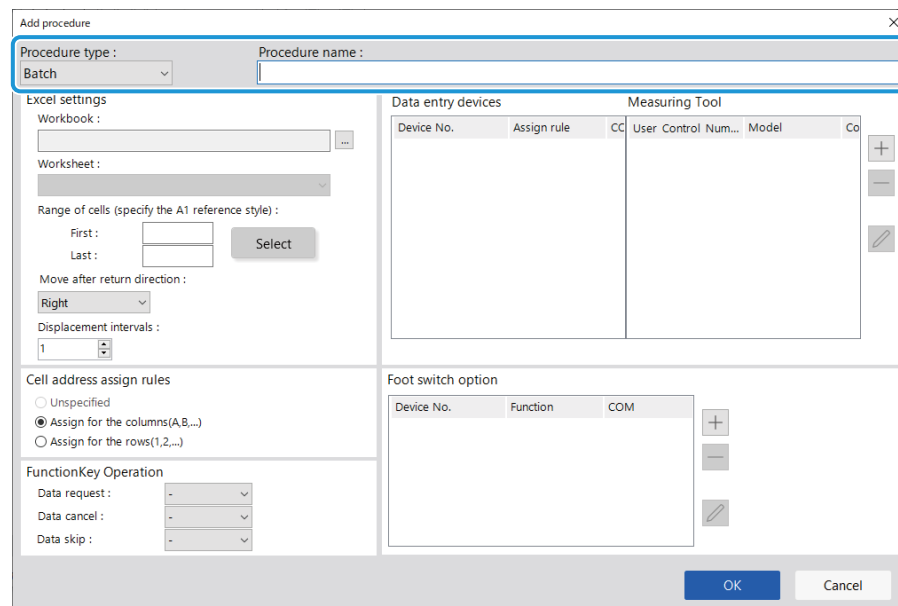 Add procedure
Procedure type :
Procedure name :
Batch
Excel settings
Workbook :
...
Worksheet :
Range of cells (specify the A1 reference style) :
First :
Last :
Select
Move after return direction :
Right
Displacement intervals :
1
Data entry devices
Measuring Tool
Device No. Assign rule CC User Control Num... Model Co
Cell address assign rules
Unspecified
Assign for the columns(A,B,...)
Assign for the rows(1,2,...)
FunctionKey Operation
Data request : -
Data cancel : -
Data skip : -
Foot switch option
Device No. Function COM
OK
Cancel